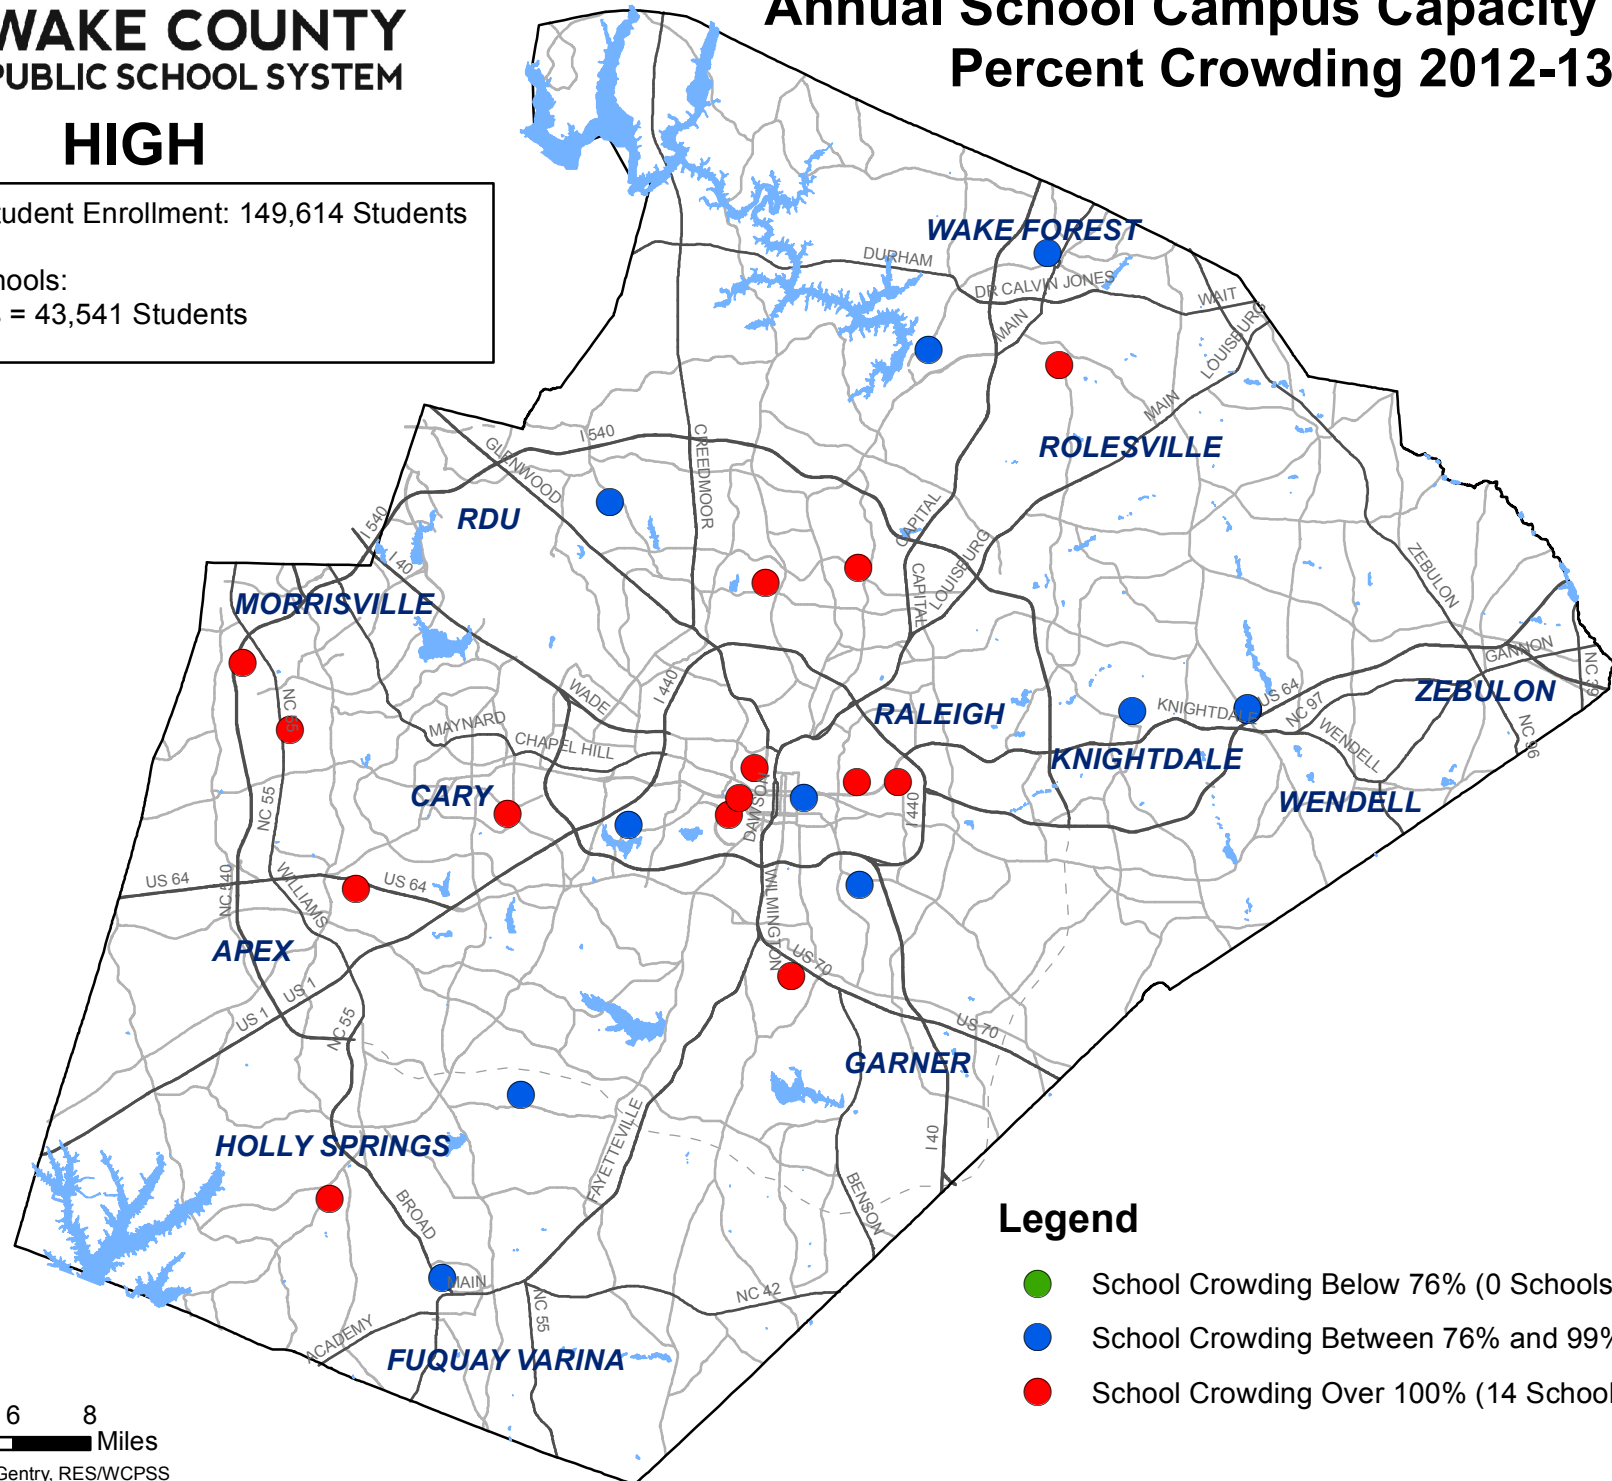 WAKE COUNTY
PUBLIC SCHOOL SYSTEM
HIGH
Annual School Campus Capacity
Percent Crowding 2012-13
Student Enrollment: 149,614 Students
= 43,541 Students
WAKE FOREST
DURHAM
DR CALVIN JONES
WAIT
MAIN
LOUISBURG
MAIN
ROLESVILLE
I 540
GLENWOOD
CREEDMOOR
RDU
CAPITAL
I 540
I 40
CAPITAL
LOUISBURG
ZEBULON
MORRISVILLE
GANNON
NC 39
NC 55
WADE
I 440
RALEIGH
KNIGHTDALE
US 64
NC 97
ZEBULON
MAYNARD
CHAPEL HILL
WENDELL
NC 96
KNIGHTDALE
CARY
NC 55
DAWSON
I 440
WENDELL
US 64
NC 540
WILLIAMS
US 64
WILMINGTON
APEX
US 70
US 1
US 1
NC 55
US 70
GARNER
HOLLY SPRINGS
FAYETTEVILLE
I 40
BROAD
BENSON
MAIN
NC 42
NC 55
ACADEMY
FUQUAY VARINA
Legend
School Crowding Below 76% (0 Schools
School Crowding Between 76% and 99%
School Crowding Over 100% (14 School
6 8
Miles
Gentry, RES/WCPSS